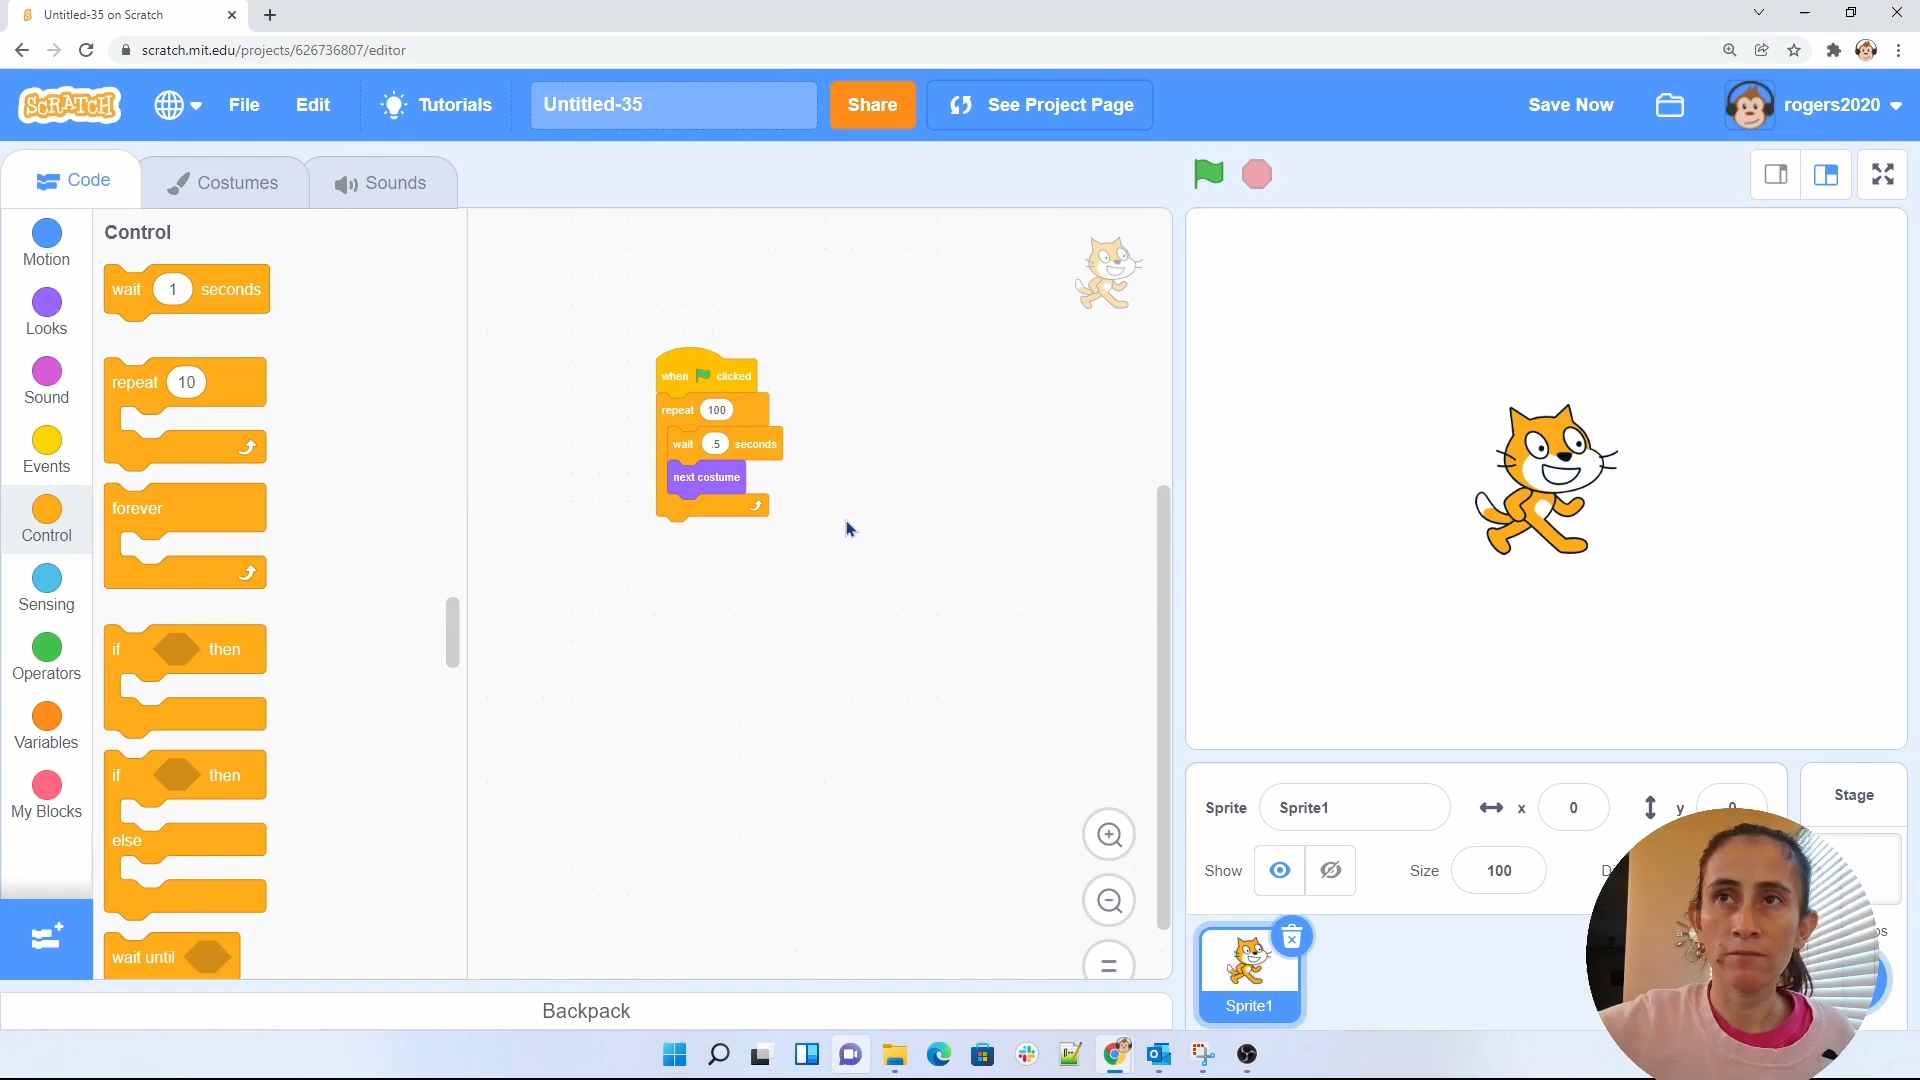 Untitled-35 on Scratch
scratch.mit.edu/projects/626736807/editor
SCRATCH
File
Edit
Tutorials
Untitled-35
Share
See Project Page
Save Now
rogers2020
Code
Costumes
Sounds
Motion
Looks
Sound
Events
Control
Sensing
Operators
Variables
My Blocks
Control
wait 1 seconds
repeat 10
forever
if then
if then
else
wait until
when clicked
repeat 100
wait .5 seconds
next costume
Backpack
Sprite Sprite1 x 0 y 0
Show Size 100
Sprite1
Stage